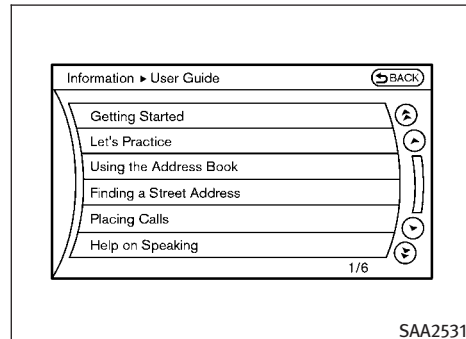 Information ▸ User Guide
BACK
Getting Started
Let's Practice
Using the Address Book
Finding a Street Address
Placing Calls
Help on Speaking
1/6
SAA2531